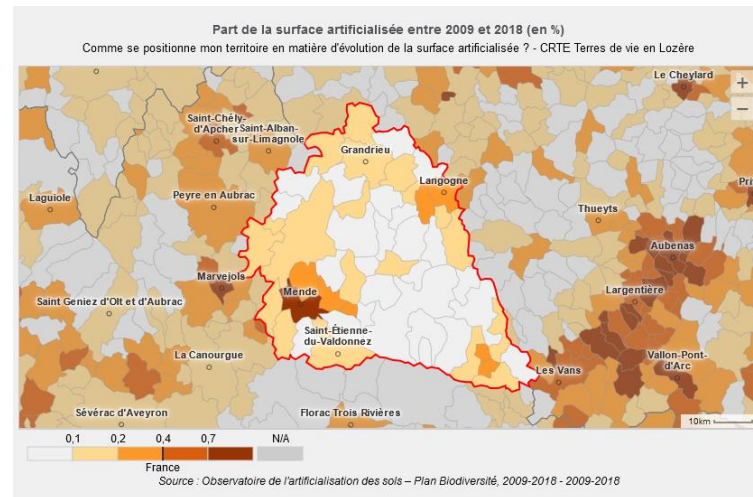 Part de la surface artificialisée entre 2009 et 2018 (en %)
Comme se positionne mon territoire en matière d'évolution de la surface artificialisée ? - CRTE Terres de vie en Lozère
Le Cheylard
+
−
Saint-Chély-
d'Apcher
Saint-Alban-
sur-Limagnole
Grandrieu
Langogne
Laguiole
Peyre en Aubrac
Thueyts
Aubenas
Marvejols
Mende
Largentière
Saint Geniez d'Olt et d'Aubrac
Saint-Étienne-
du-Valdonnez
La Canourgue
Les Vans
Vallon-Pont-
d'Arc
Sévérac d'Aveyron
Florac Trois Rivières
10km
0,1 0,2 0,4 0,7 N/A
France
Source : Observatoire de l'artificialisation des sols – Plan Biodiversité, 2009-2018 - 2009-2018